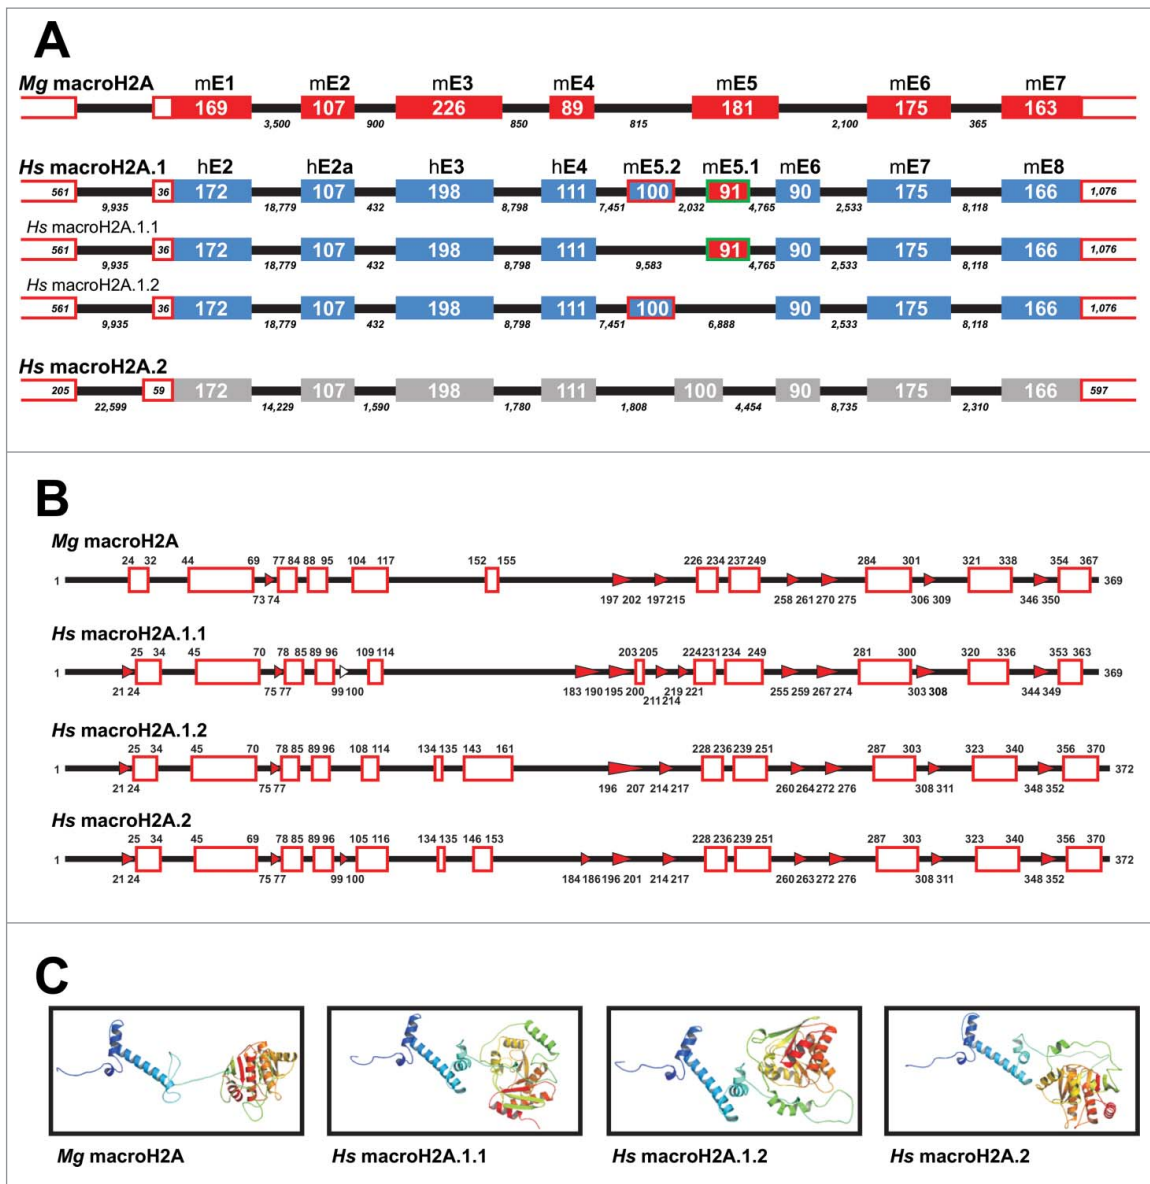 A
Mg macroH2A mE1 mE2 mE3 mE4 mE5 mE6 mE7
169 107 226 89 181 175 163
3,500 900 850 815 2,100 365
Hs macroH2A.1 hE2 hE2a hE3 hE4 mE5.2 mE5.1 mE6 mE7 mE8
561 36 172 107 198 111 100 91 90 175 166 1,076
9,935 18,779 432 8,798 7,451 2,032 4,765 2,533 8,118
Hs macroH2A.1.1
561 36 172 107 198 111 91 90 175 166 1,076
9,935 18,779 432 8,798 9,583 4,765 2,533 8,118
Hs macroH2A.1.2
561 36 172 107 198 111 100 90 175 166 1,076
9,935 18,779 432 8,798 7,451 6,888 2,533 8,118
Hs macroH2A.2
205 59 172 107 198 111 100 90 175 166 597
22,599 14,229 1,590 1,780 1,808 4,454 8,735 2,310
B
Mg macroH2A
24 32 44 69 77 84 88 95 104 117 152 155 226 234 237 249 284 301 321 338 354 367
1 369
73 74 197 202 197 215 258 261 270 275 306 309 346 350
Hs macroH2A.1.1
25 34 45 70 78 85 89 96 109 114 203 205 224 231 234 249 281 300 320 336 353 363
1 369
21 24 75 77 99 100 183 190 195 200 219 221 255 259 267 274 303 308 344 349
211 214
Hs macroH2A.1.2
25 34 45 70 78 85 89 96 108 114 134 135 143 161 228 236 239 251 287 303 323 340 356 370
1 372
21 24 75 77 196 207 214 217 260 264 272 276 308 311 348 352
Hs macroH2A.2
25 34 45 69 78 85 89 96 105 116 134 135 146 153 228 236 239 251 287 303 323 340 356 370
1 372
21 24 75 77 99 100 184 186 196 201 214 217 260 263 272 276 308 311 348 352
C
Mg macroH2A Hs macroH2A.1.1 Hs macroH2A.1.2 Hs macroH2A.2